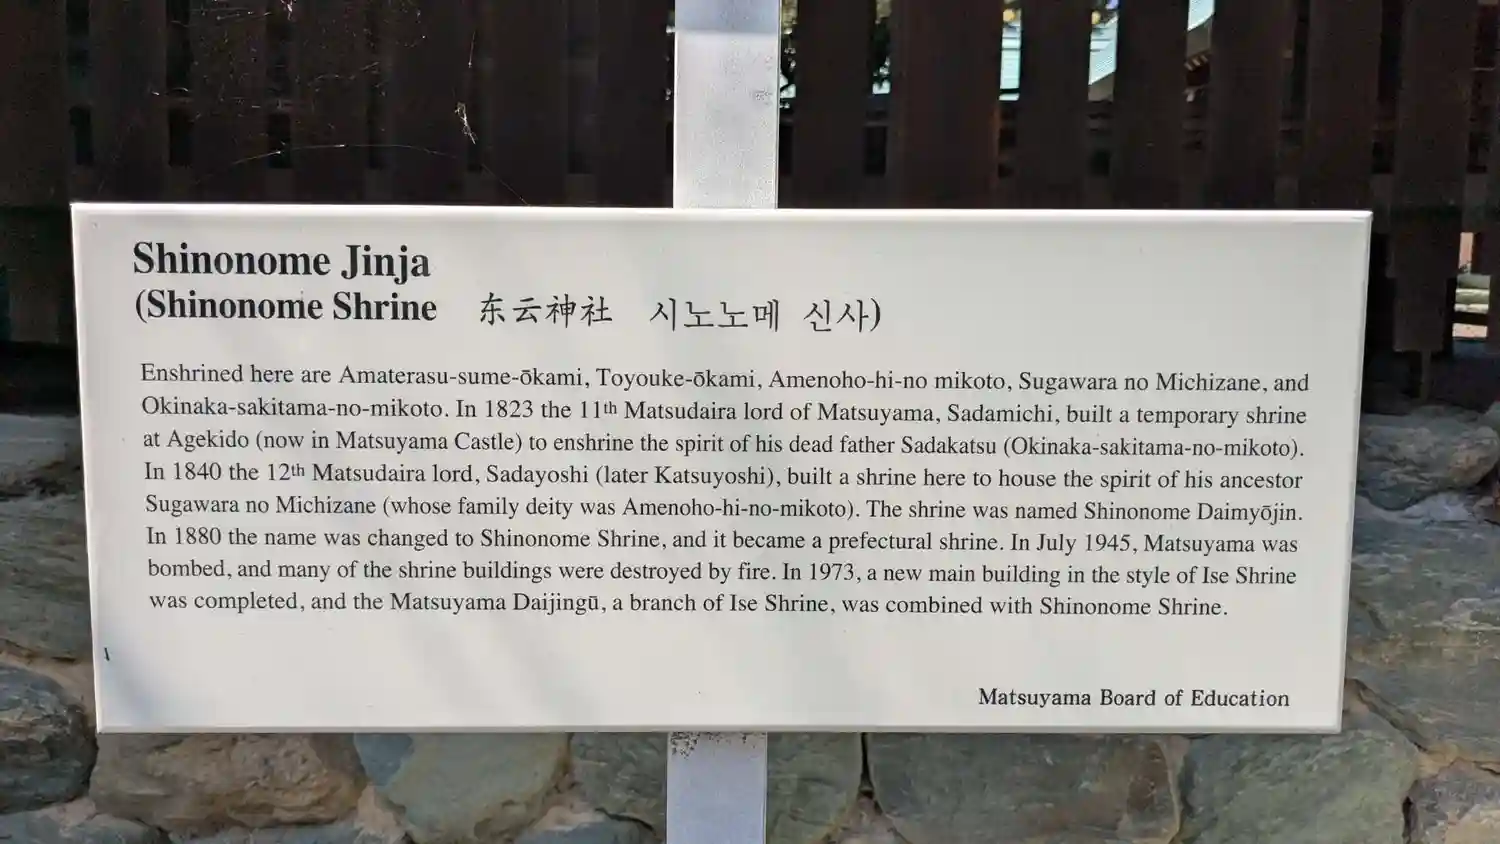 Shinonome Jinja
(Shinonome Shrine 东云神社 시노노메 신사)
Enshrined here are Amaterasu-sume-ōkami, Toyouke-ōkami, Amenoho-hi-no mikoto, Sugawara no Michizane, and
Okinaka-sakitama-no-mikoto. In 1823 the 11th Matsudaira lord of Matsuyama, Sadamichi, built a temporary shrine
at Agekido (now in Matsuyama Castle) to enshrine the spirit of his dead father Sadakatsu (Okinaka-sakitama-no-mikoto).
In 1840 the 12th Matsudaira lord, Sadayoshi (later Katsuyoshi), built a shrine here to house the spirit of his ancestor
Sugawara no Michizane (whose family deity was Amenoho-hi-no-mikoto). The shrine was named Shinonome Daimyōjin.
In 1880 the name was changed to Shinonome Shrine, and it became a prefectural shrine. In July 1945, Matsuyama was
bombed, and many of the shrine buildings were destroyed by fire. In 1973, a new main building in the style of Ise Shrine
was completed, and the Matsuyama Daijingū, a branch of Ise Shrine, was combined with Shinonome Shrine.
Matsuyama Board of Education